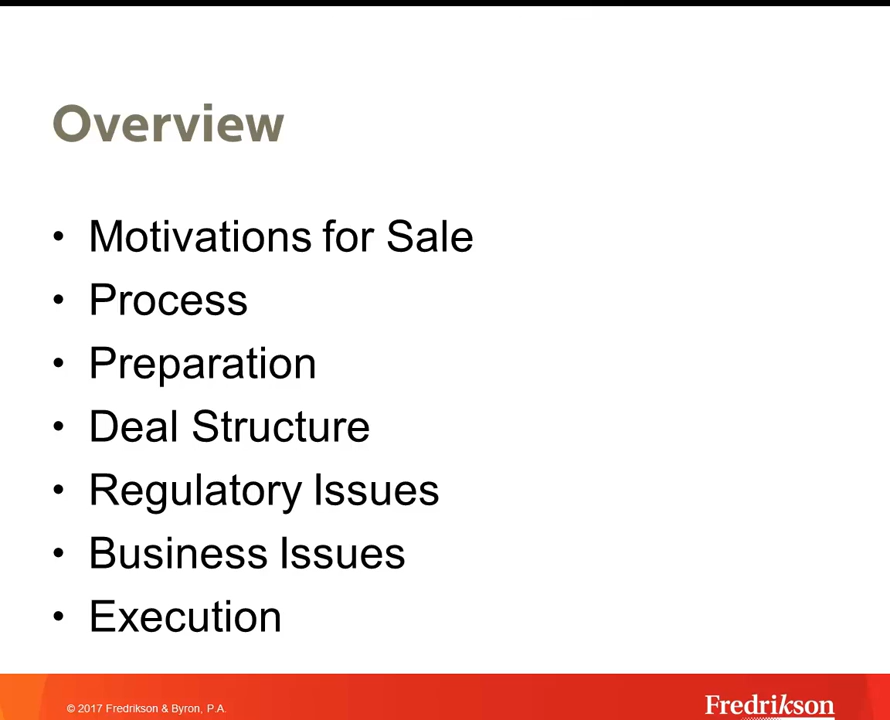 Overview
• Motivations for Sale
• Process
• Preparation
• Deal Structure
• Regulatory Issues
• Business Issues
• Execution
© 2017 Fredrikson & Byron, P.A.
Fredrikson